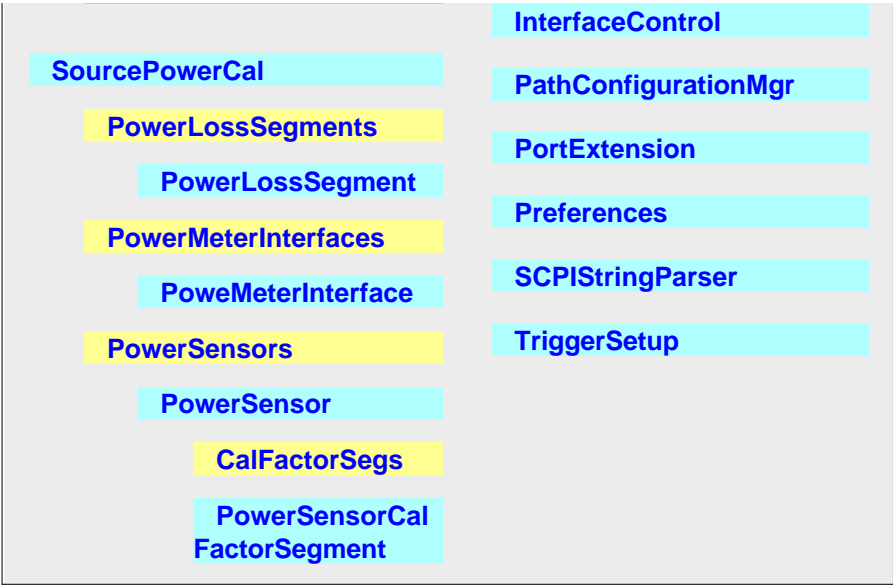 SourcePowerCal
PowerLossSegments
PowerLossSegment
PowerMeterInterfaces
PoweMeterInterface
PowerSensors
PowerSensor
CalFactorSegs
PowerSensorCal
FactorSegment
InterfaceControl
PathConfigurationMgr
PortExtension
Preferences
SCPIStringParser
TriggerSetup